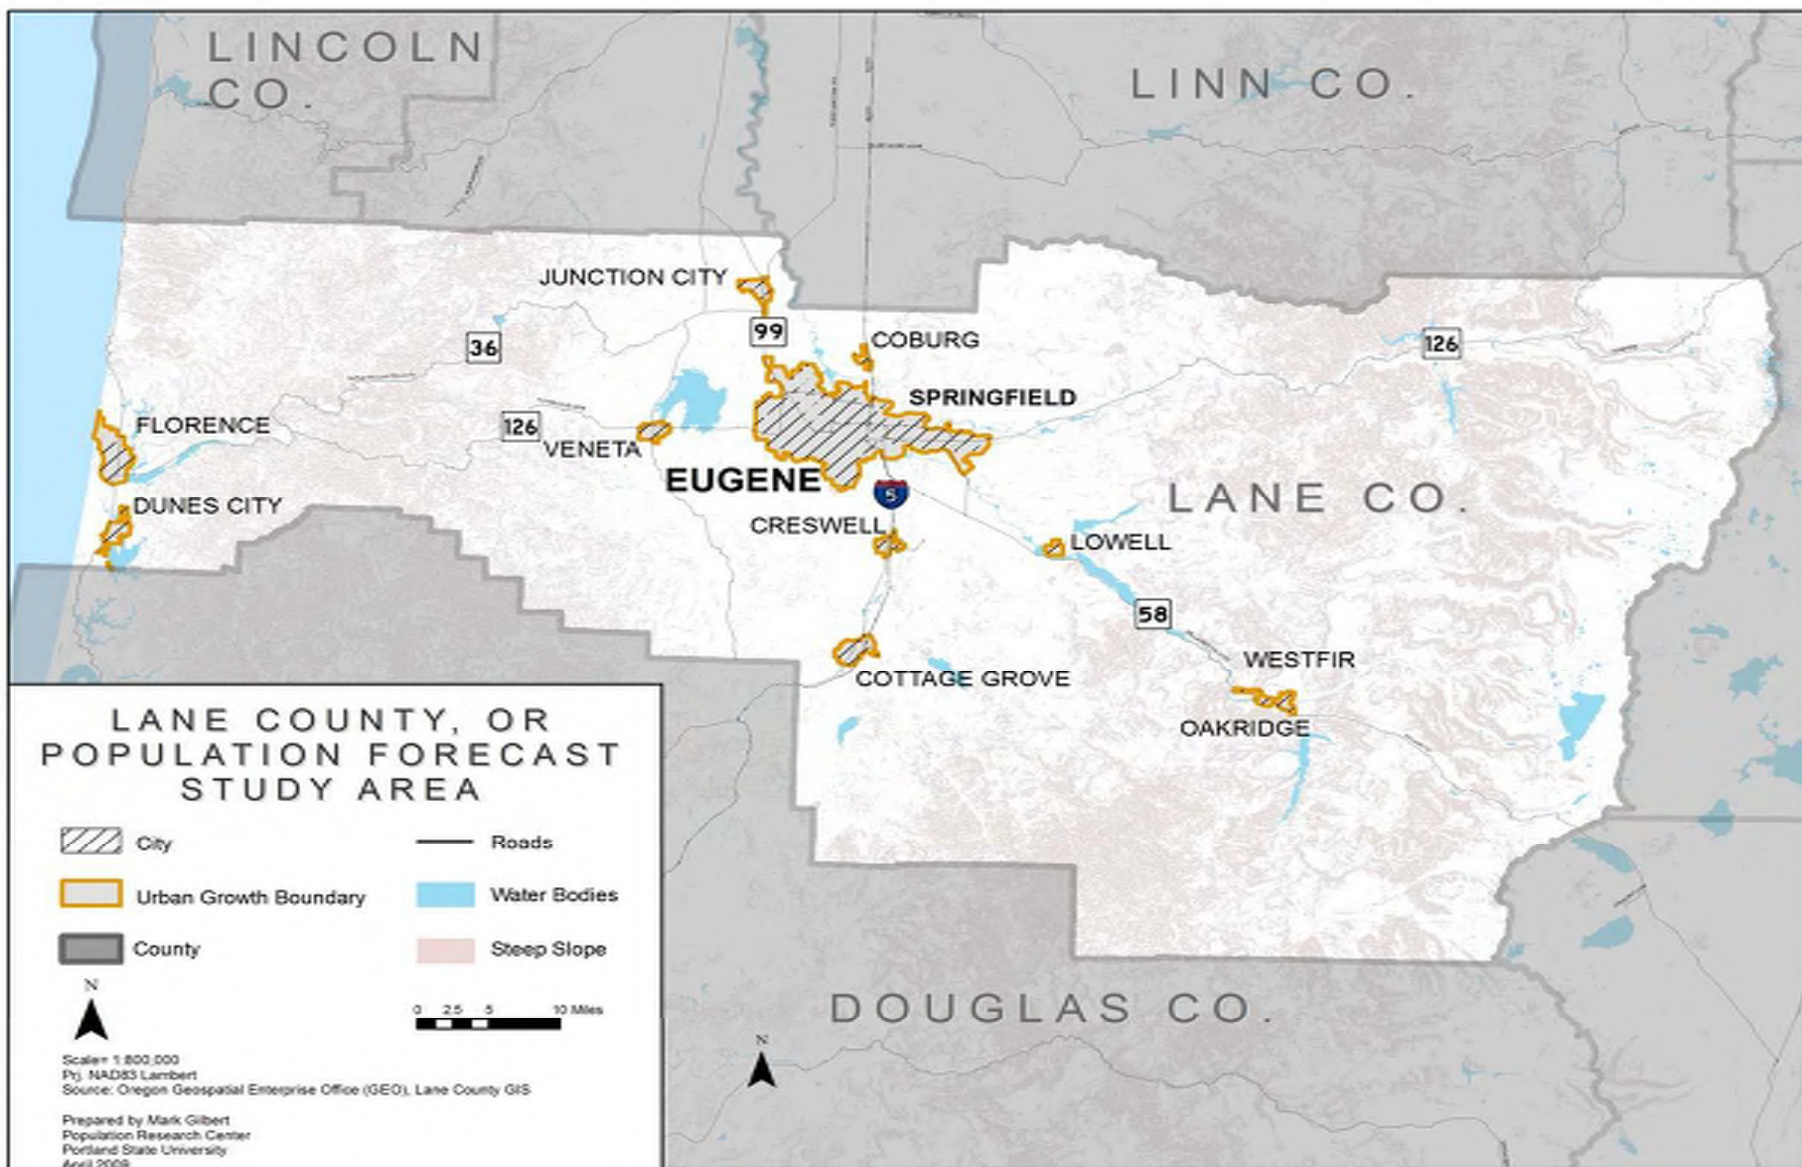 LINCOLN
CO.
LINN CO.
JUNCTION CITY
99
36
COBURG
126
SPRINGFIELD
FLORENCE
126
VENETA
EUGENE
5
LANE CO.
DUNES CITY
CRESWELL
LOWELL
58
WESTFIR
COTTAGE GROVE
OAKRIDGE
DOUGLAS CO.
N
LANE COUNTY, OR
POPULATION FORECAST
STUDY AREA
City
Roads
Urban Growth Boundary
Water Bodies
County
Steep Slope
N
0 2.5 5 10 Miles
Scale= 1:800,000
Prj. NAD83 Lambert
Source: Oregon Geospatial Enterprise Office (GEO), Lane County GIS
Prepared by Mark Gilbert
Population Research Center
Portland State University
April 2009